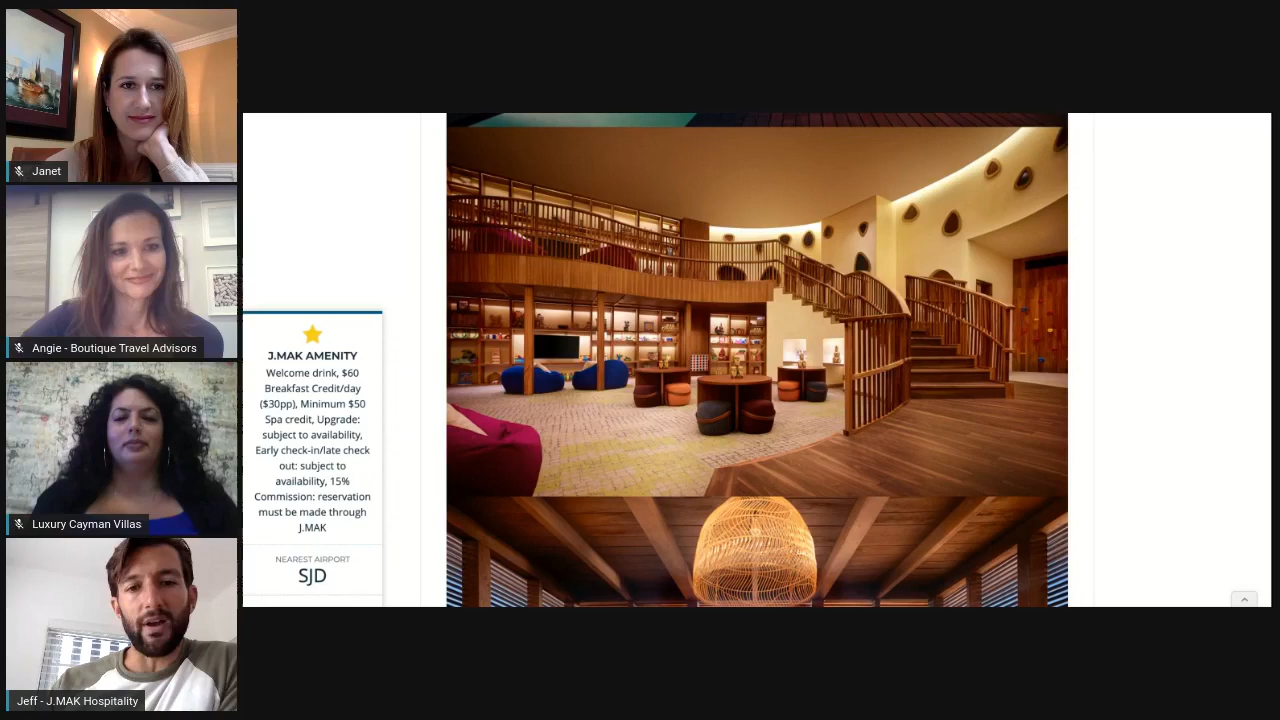 Janet
Angie - Boutique Travel Advisors
Luxury Cayman Villas
Jeff - J.MAK Hospitality
J.MAK AMENITY
Welcome drink, $60
Breakfast Credit/day
($30pp), Minimum $50
Spa credit, Upgrade:
subject to availability,
Early check-in/late check
out: subject to
availability, 15%
Commission: reservation
must be made through
J.MAK
NEAREST AIRPORT
SJD